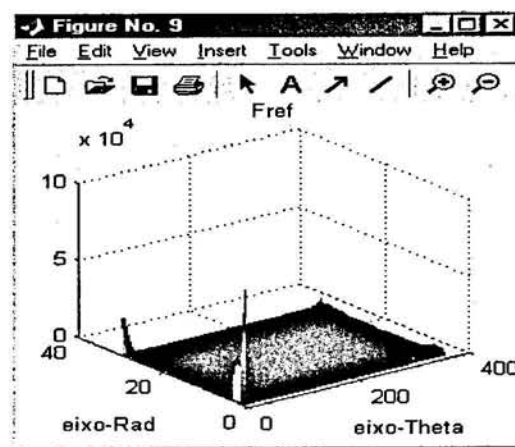 Figure No. 9
File Edit View Insert Tools Window Help
A
Fref
x 10^4
10
5
0
40
20
0
0
200
400
eixo-Rad
eixo-Theta